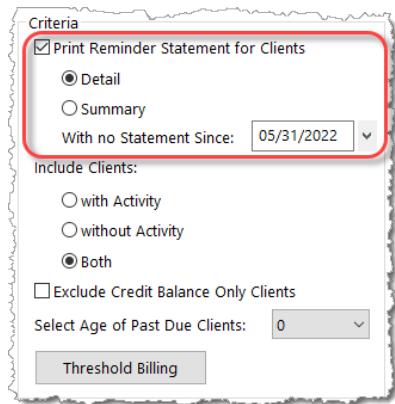 Criteria
Print Reminder Statement for Clients
Detail
Summary
With no Statement Since: 05/31/2022
Include Clients:
with Activity
without Activity
Both
Exclude Credit Balance Only Clients
Select Age of Past Due Clients: 0
Threshold Billing